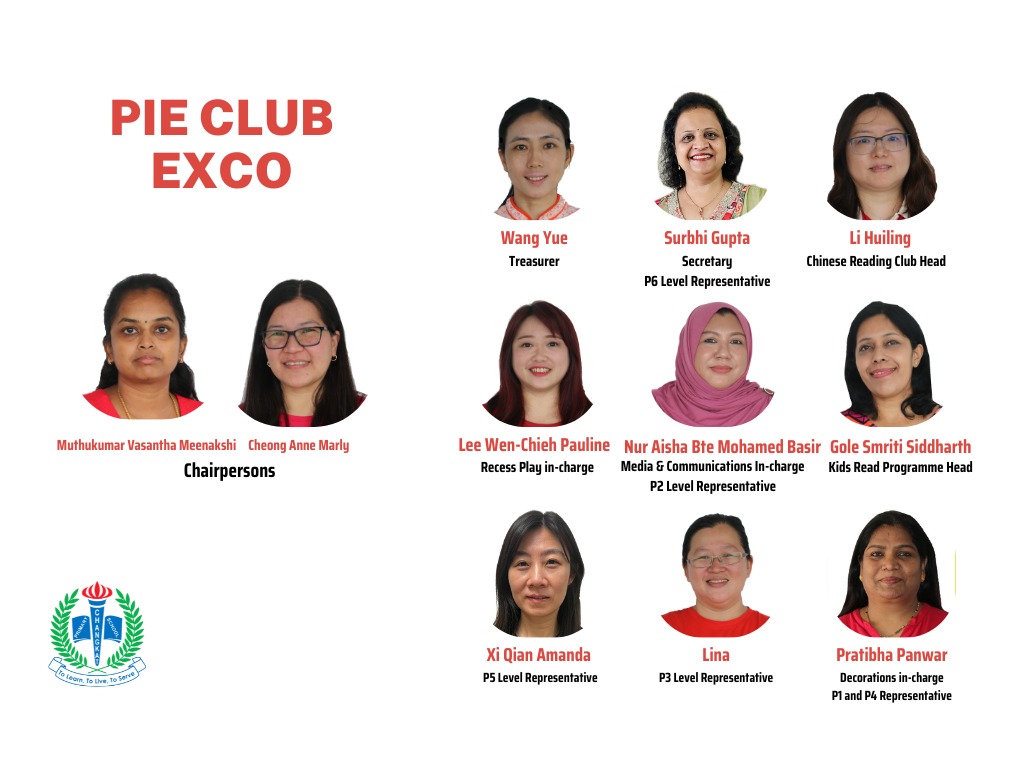 PIE CLUB
EXCO
Muthukumar Vasantha Meenakshi
Cheong Anne Marly
Chairpersons
Wang Yue
Treasurer
Surbhi Gupta
Secretary
P6 Level Representative
Li Huiling
Chinese Reading Club Head
Lee Wen-Chieh Pauline
Recess Play in-charge
Nur Aisha Bte Mohamed Basir
Media & Communications In-charge
P2 Level Representative
Gole Smriti Siddharth
Kids Read Programme Head
Xi Qian Amanda
P5 Level Representative
Lina
P3 Level Representative
Pratibha Panwar
Decorations in-charge
P1 and P4 Representative
CHANGKAT
PRIMARY
SCHOOL
To Learn, To Live, To Serve